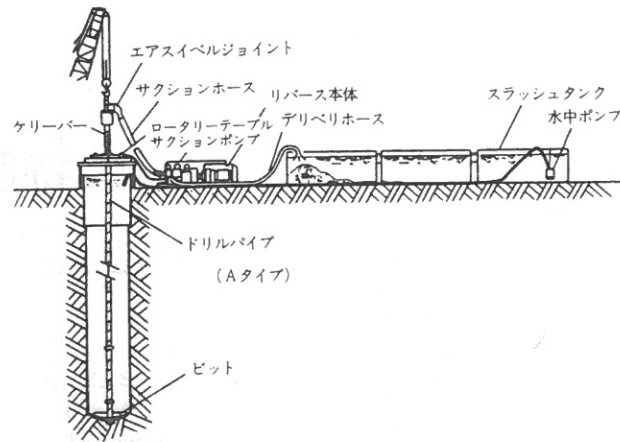 エアスイベルジョイント
サクションホース
リバース本体
スラッシュタンク
ケリーバー
ロータリーテーブル
デリベリホース
水中ポンプ
サクションポンプ
ドリルパイプ
(Aタイプ)
ビット